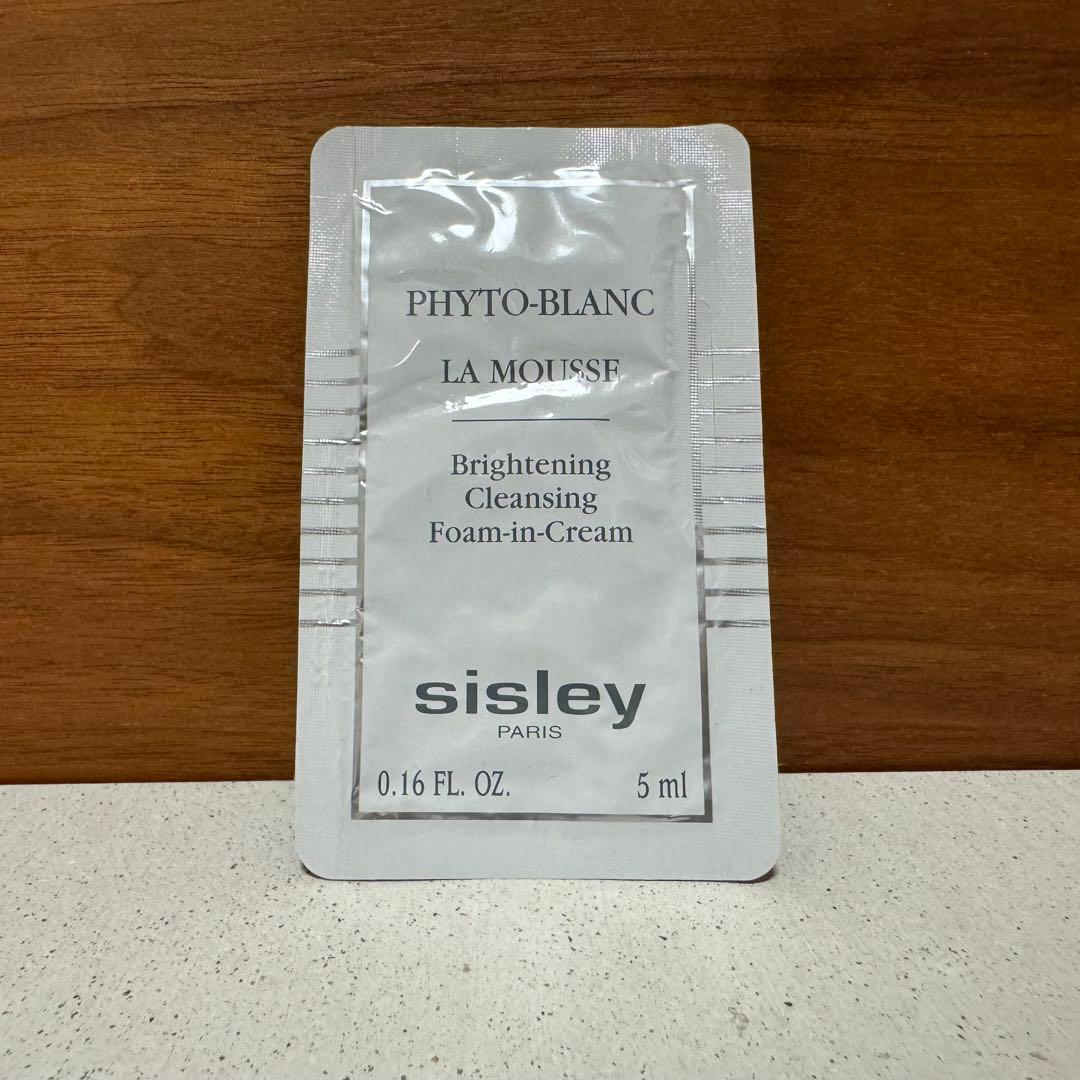 PHYTO-BLANC
LA MOUSSE
Brightening
Cleansing
Foam-in-Cream
sisley
PARIS
0.16 FL. OZ. 5 ml